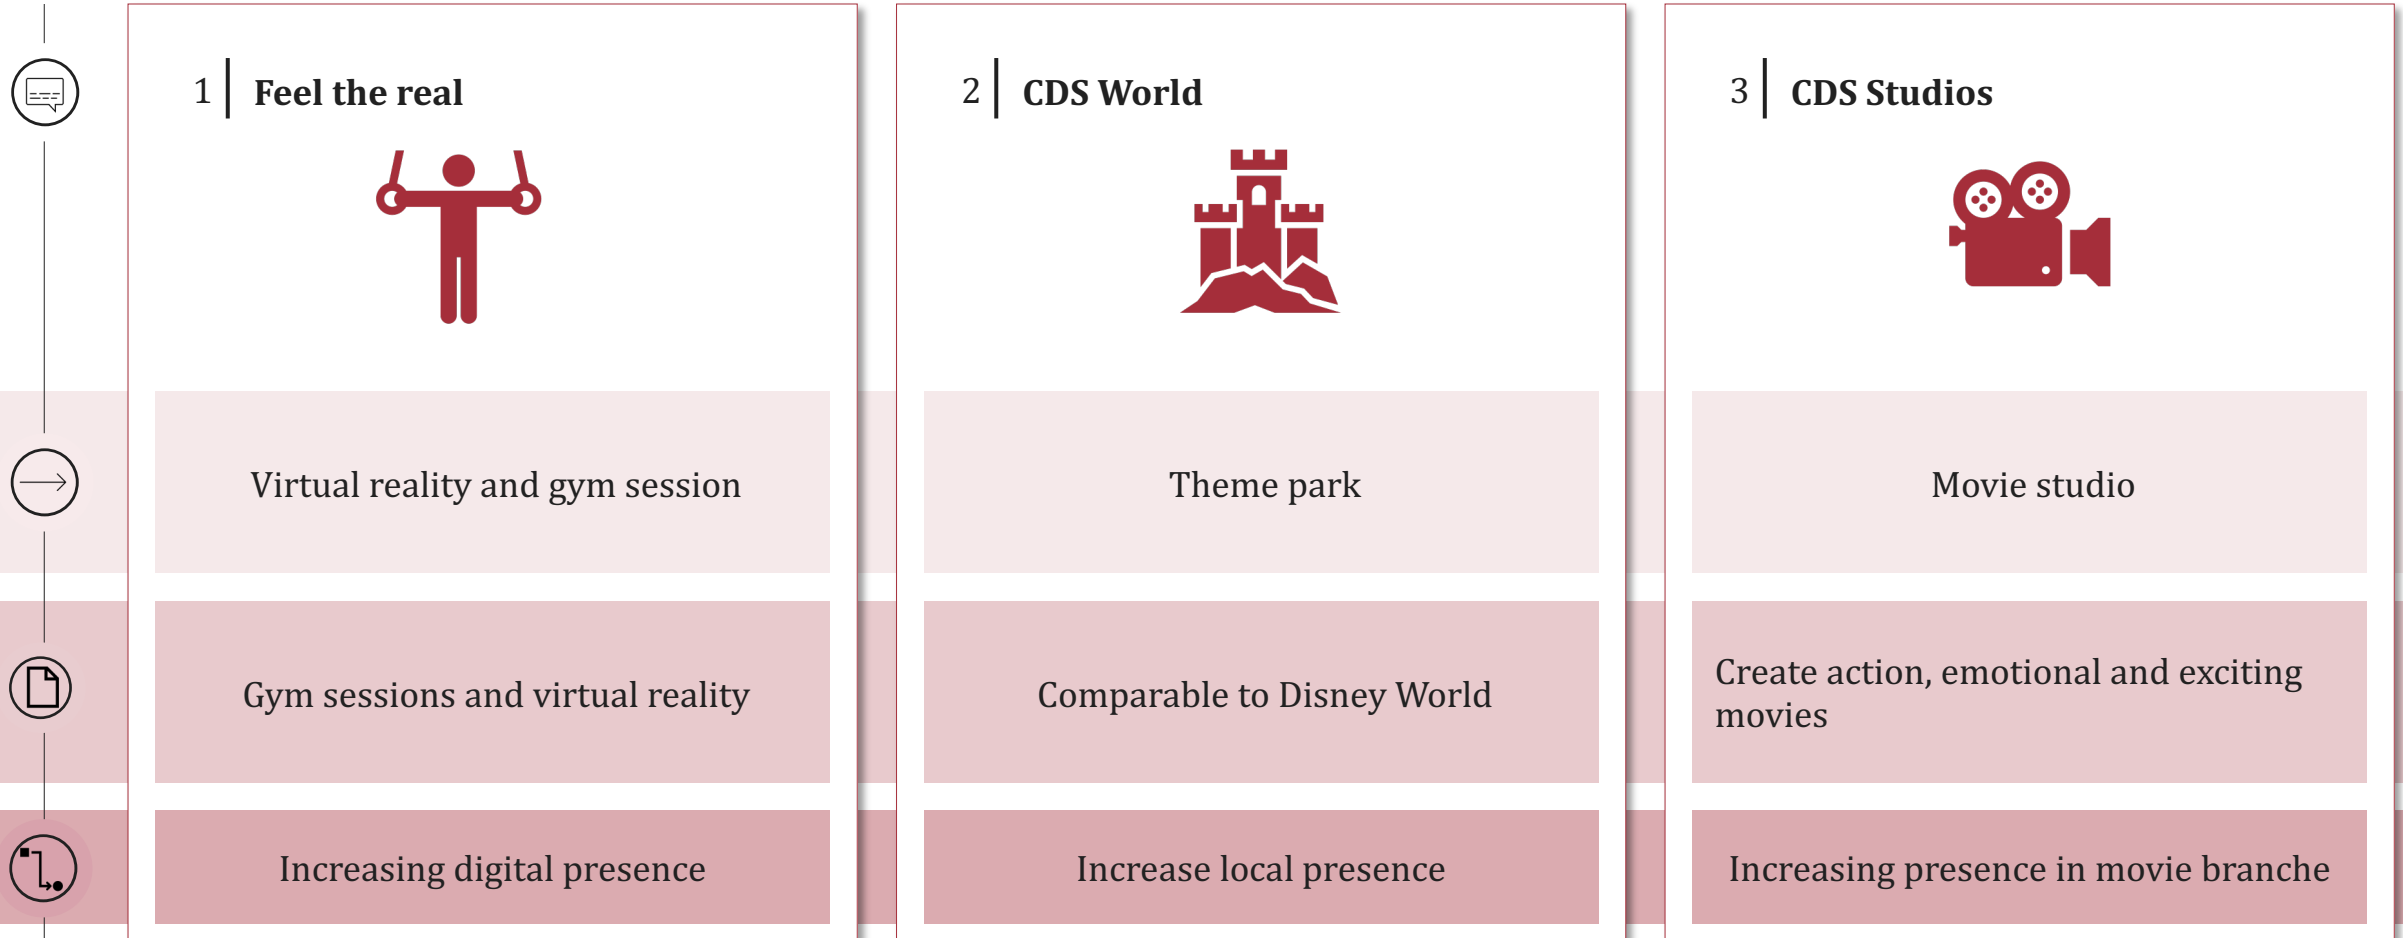 1 Feel the real
Virtual reality and gym session
Gym sessions and virtual reality
Increasing digital presence
2 CDS World
Theme park
Comparable to Disney World
Increase local presence
3 CDS Studios
Movie studio
Create action, emotional and exciting
movies
Increasing presence in movie branche